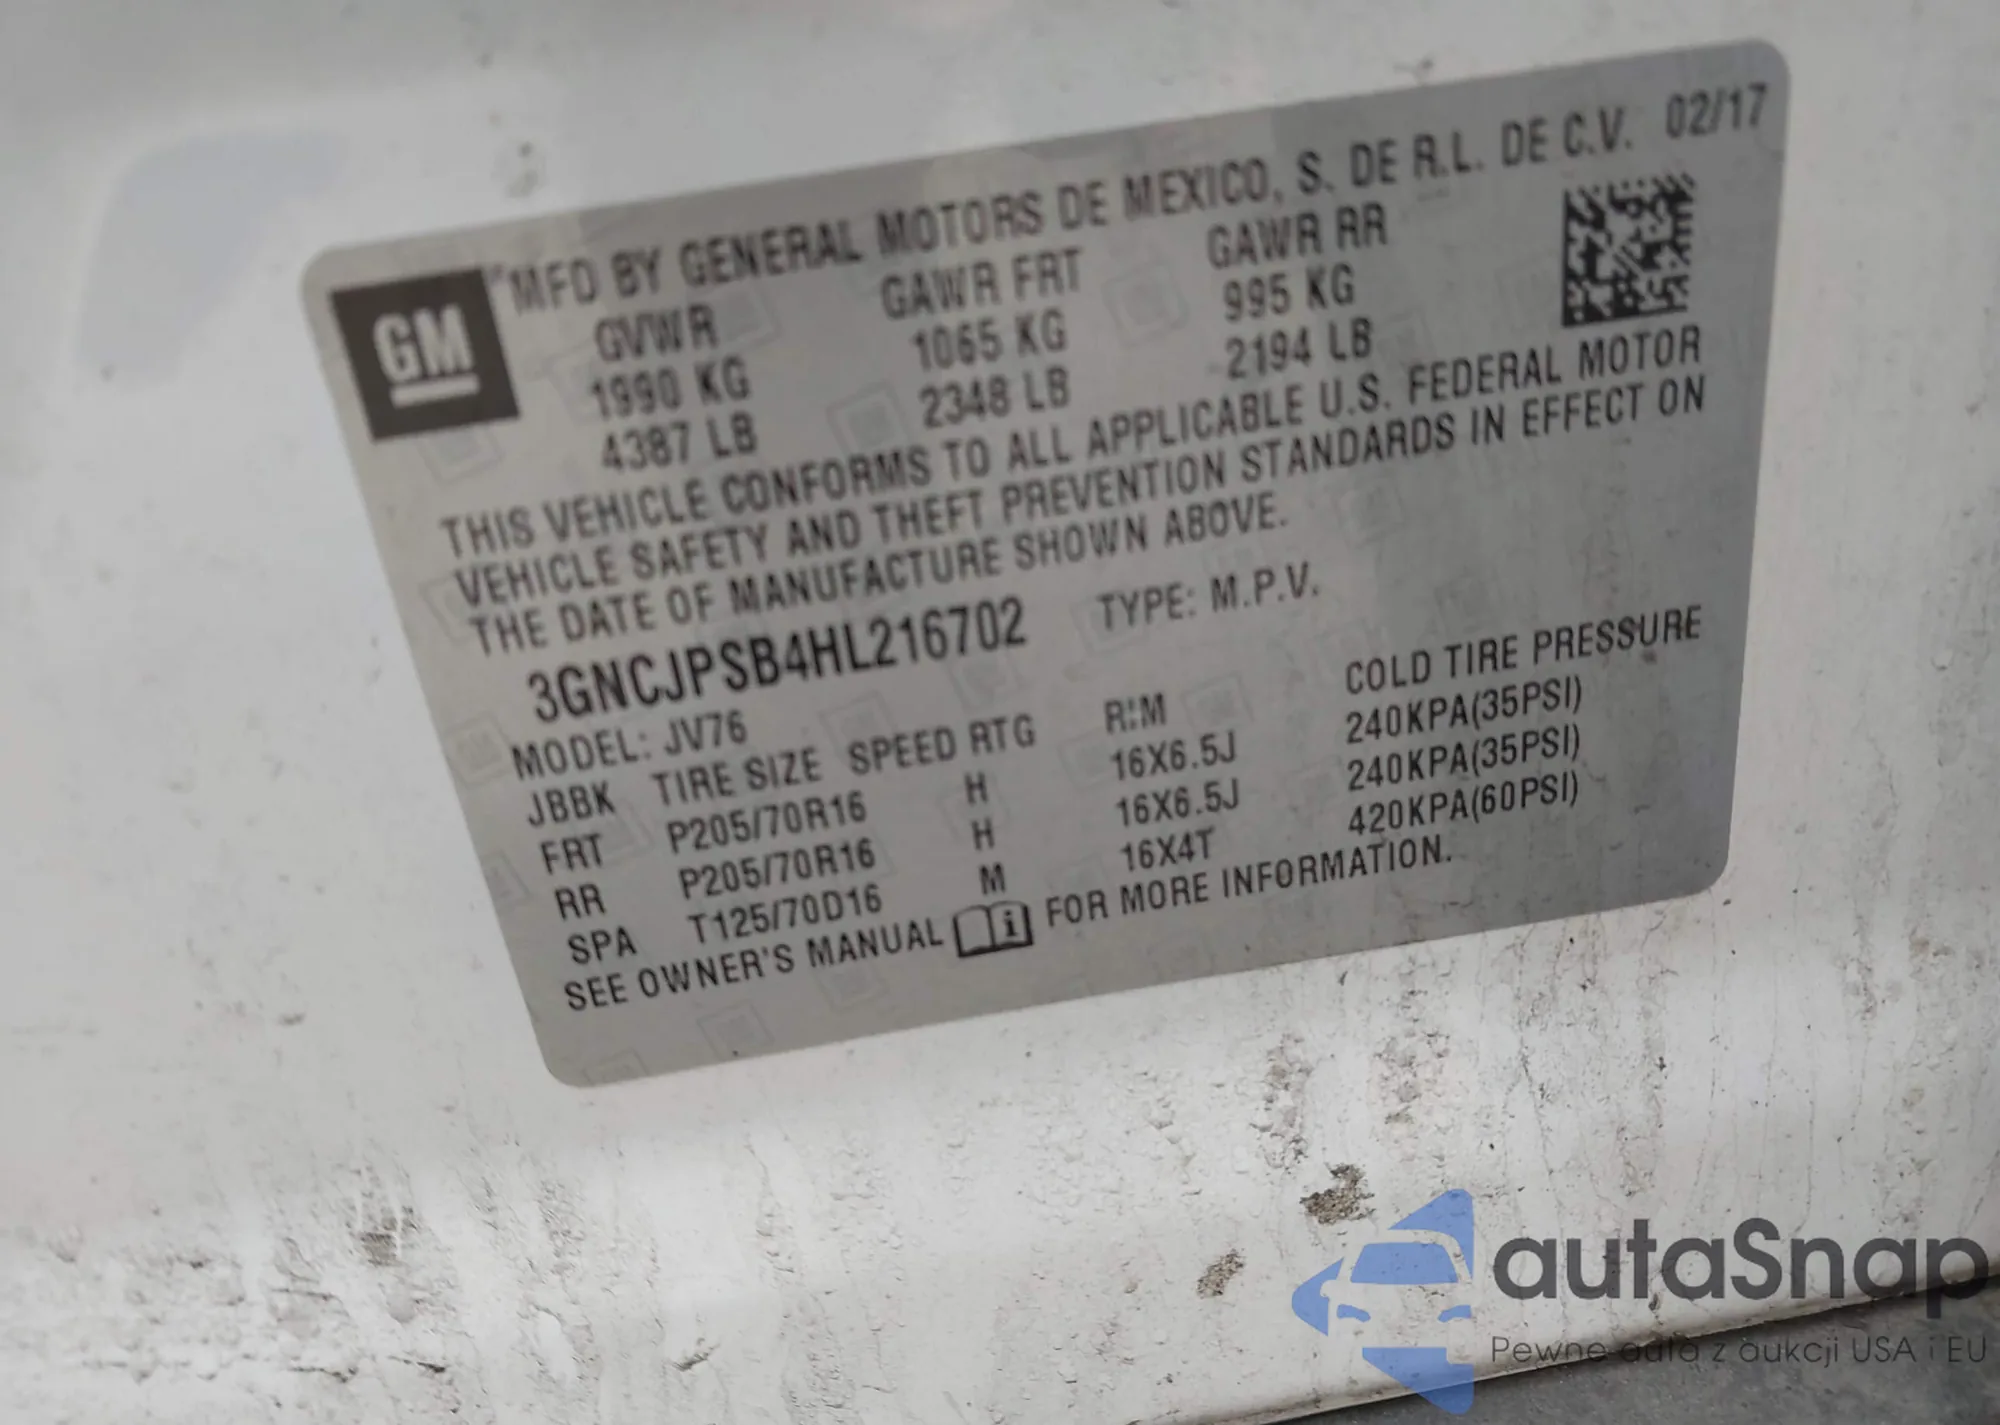 MFD BY GENERAL MOTORS DE MEXICO, S. DE R.L. DE C.V. 02/17
GM
GVWR GAWR FRT GAWR RR
1990 KG 1065 KG 995 KG
4387 LB 2348 LB 2194 LB
THIS VEHICLE CONFORMS TO ALL APPLICABLE U.S. FEDERAL MOTOR
VEHICLE SAFETY AND THEFT PREVENTION STANDARDS IN EFFECT ON
THE DATE OF MANUFACTURE SHOWN ABOVE.
3GNCJPSB4HL216702 TYPE: M.P.V.
MODEL: JV76
JBBK TIRE SIZE SPEED RTG RIM COLD TIRE PRESSURE
FRT P205/70R16 H 16X6.5J 240KPA(35PSI)
RR P205/70R16 H 16X6.5J 240KPA(35PSI)
SPA T125/70D16 M 16X4T 420KPA(60PSI)
SEE OWNER'S MANUAL FOR MORE INFORMATION.
autaSnap
Pewne auta z aukcji USA i EU